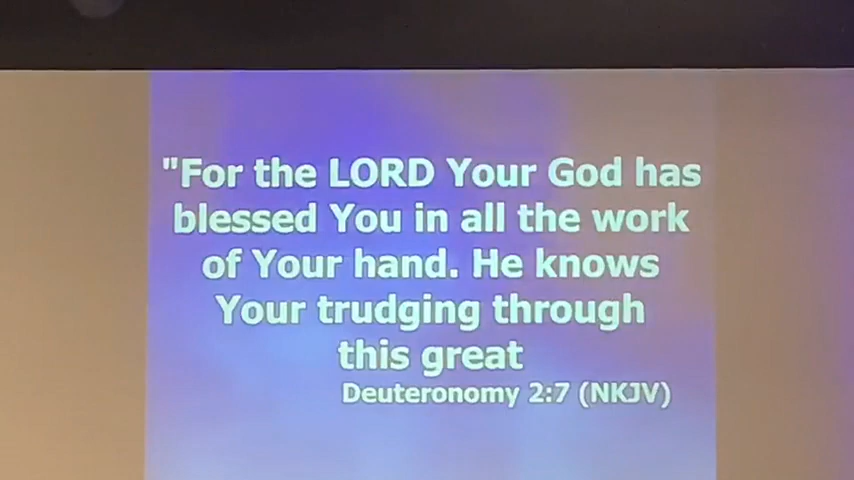 "For the LORD Your God has
blessed You in all the work
of Your hand. He knows
Your trudging through
this great
Deuteronomy 2:7 (NKJV)